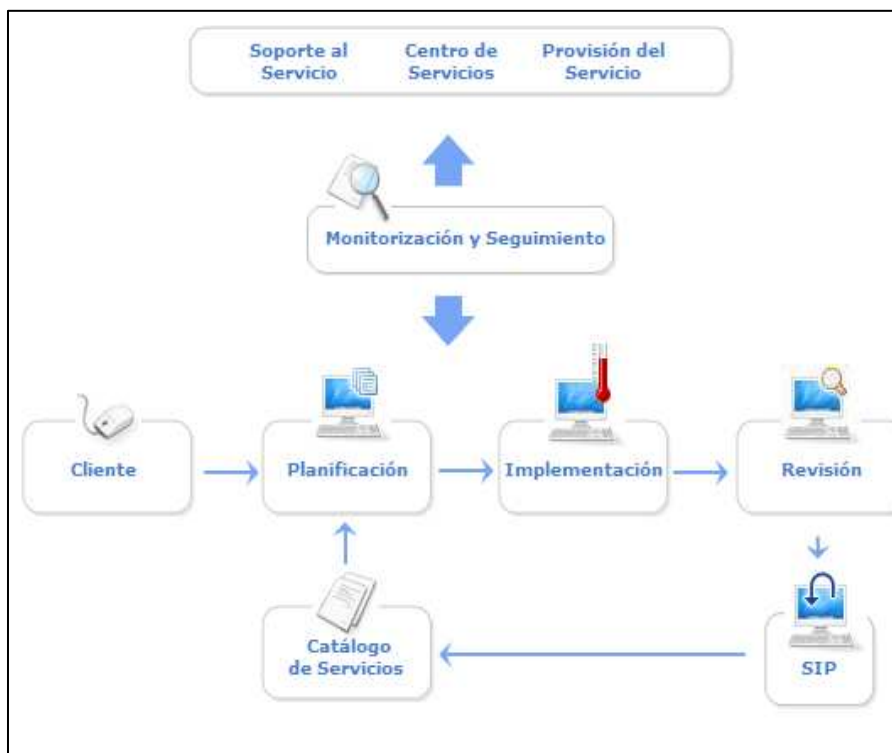 Soporte al Servicio
Centro de Servicios
Provisión del Servicio
Monitorización y Seguimiento
Cliente
Planificación
Implementación
Revisión
Catálogo
de Servicios
SIP